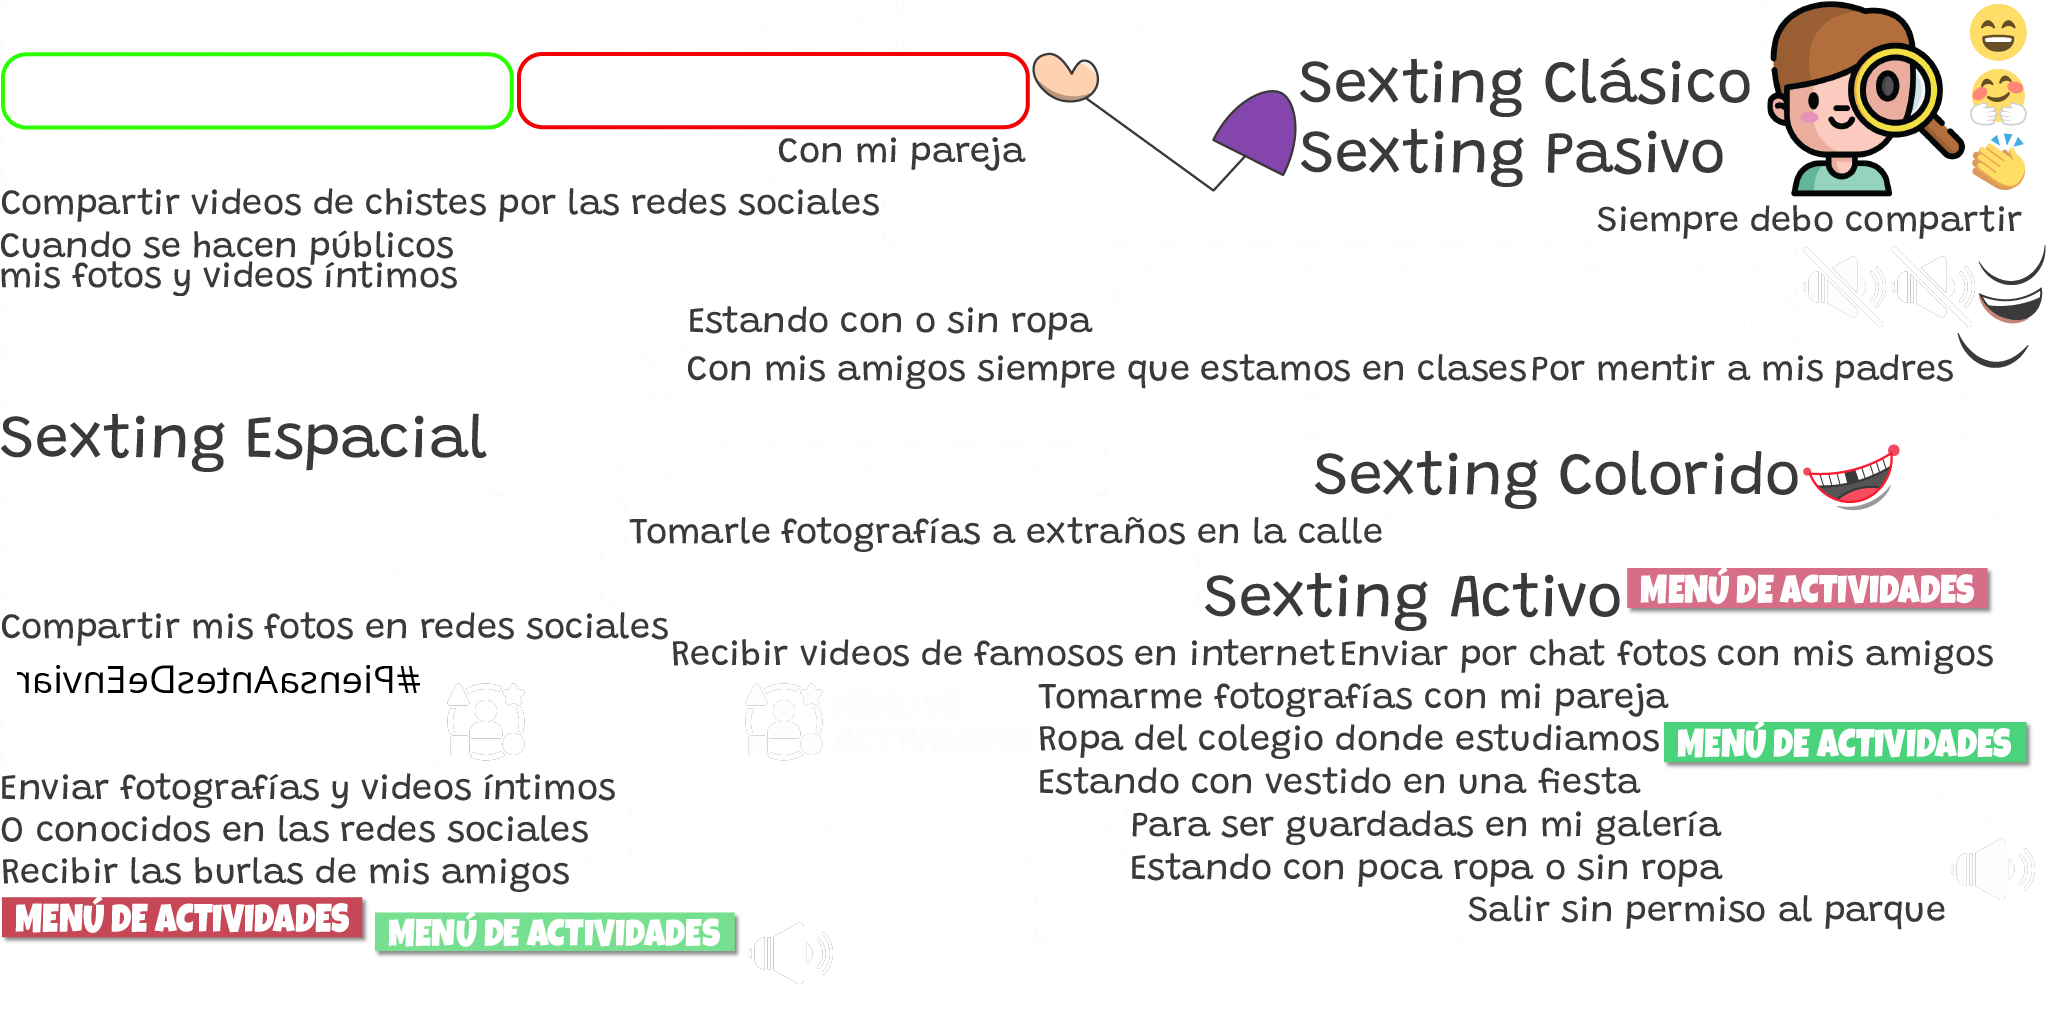 Sexting Clásico
Con mi pareja
Sexting Pasivo
Compartir videos de chistes por las redes sociales
Siempre debo compartir
Cuando se hacen públicos
mis fotos y videos íntimos
Estando con o sin ropa
Con mis amigos siempre que estamos en clases
Por mentir a mis padres
Sexting Espacial
Sexting Colorido
Tomarle fotografías a extraños en la calle
Sexting Activo
MENÚ DE ACTIVIDADES
Compartir mis fotos en redes sociales
Recibir videos de famosos en internet
Enviar por chat fotos con mis amigos
#PiensaAntesDeEnviar
Tomarme fotografías con mi pareja
MENÚ DE
ACTIVIDADES
Ropa del colegio donde estudiamos
MENÚ DE ACTIVIDADES
Enviar fotografías y videos íntimos
Estando con vestido en una fiesta
O conocidos en las redes sociales
Para ser guardadas en mi galería
Recibir las burlas de mis amigos
Estando con poca ropa o sin ropa
Salir sin permiso al parque
MENÚ DE ACTIVIDADES
MENÚ DE ACTIVIDADES